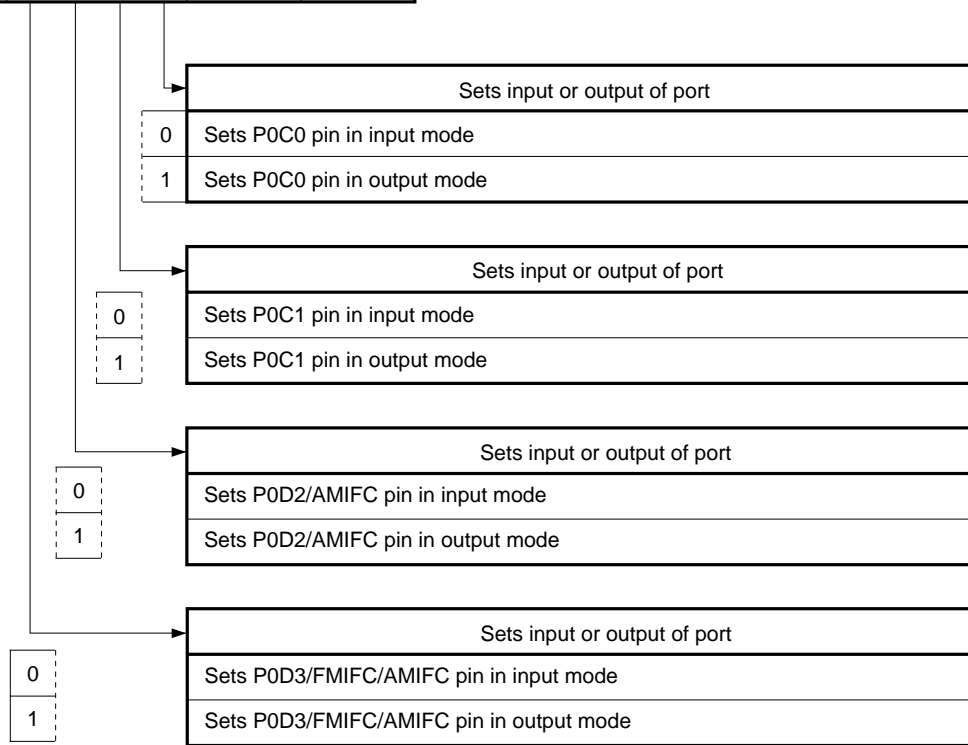 Sets input or output of port
0 Sets P0C0 pin in input mode
1 Sets P0C0 pin in output mode
Sets input or output of port
0 Sets P0C1 pin in input mode
1 Sets P0C1 pin in output mode
Sets input or output of port
0 Sets P0D2/AMIFC pin in input mode
1 Sets P0D2/AMIFC pin in output mode
Sets input or output of port
0 Sets P0D3/FMIFC/AMIFC pin in input mode
1 Sets P0D3/FMIFC/AMIFC pin in output mode